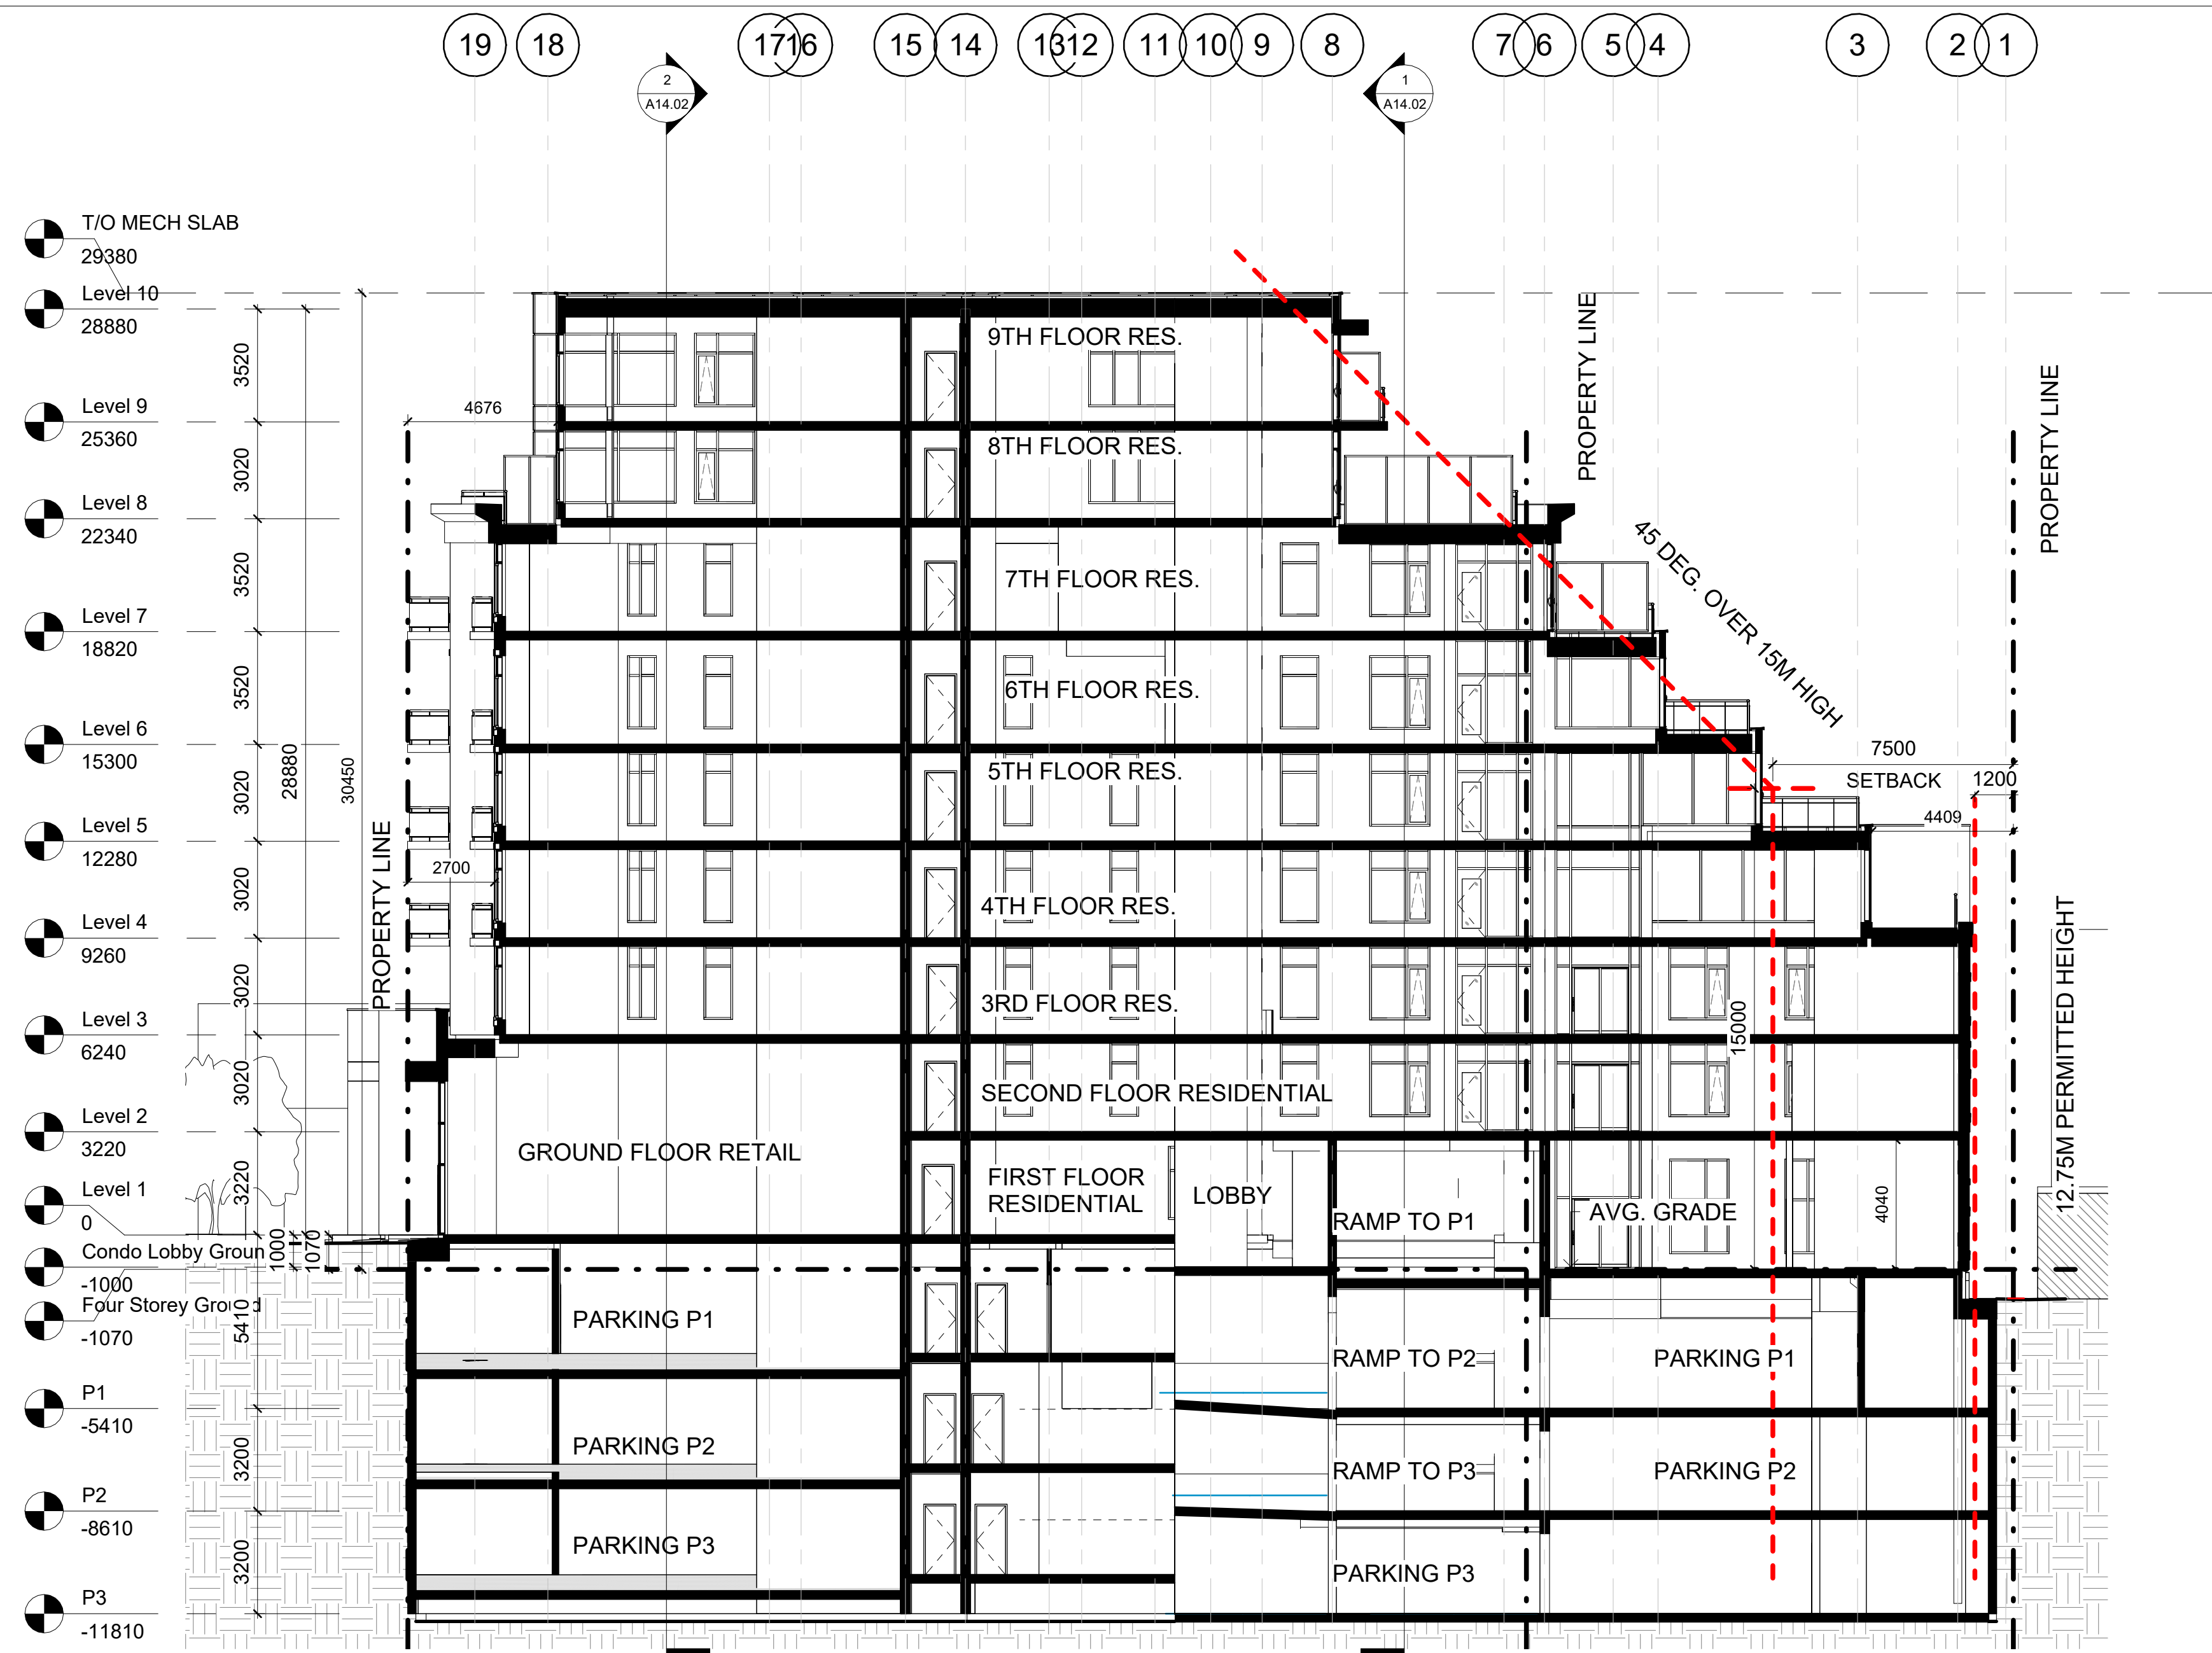 19 18 17 16 15 14 13 12 11 10 9 8 7 6 5 4 3 2 1
2
A14.02
1
A14.02
T/O MECH SLAB
29380
Level 10
28880
Level 9
25360
Level 8
22340
Level 7
18820
Level 6
15300
Level 5
12280
Level 4
9260
Level 3
6240
Level 2
3220
Level 1
0
Condo Lobby Groun
-1000
Four Storey Ground
-1070
P1
-5410
P2
-8610
P3
-11810
3520
3020
3520
3520
3020
3020
3020
3020
3220
5410
3200
3200
28880
30450
1000
1070
4676
2700
PROPERTY LINE
9TH FLOOR RES.
8TH FLOOR RES.
7TH FLOOR RES.
6TH FLOOR RES.
5TH FLOOR RES.
4TH FLOOR RES.
3RD FLOOR RES.
SECOND FLOOR RESIDENTIAL
GROUND FLOOR RETAIL
FIRST FLOOR
RESIDENTIAL
LOBBY
RAMP TO P1
AVG. GRADE
4040
15000
PARKING P1
RAMP TO P2
PARKING P1
PARKING P2
RAMP TO P3
PARKING P2
PARKING P3
PARKING P3
PROPERTY LINE
PROPERTY LINE
45 DEG. OVER 15M HIGH
7500
SETBACK
1200
4409
12.75M PERMITTED HEIGHT